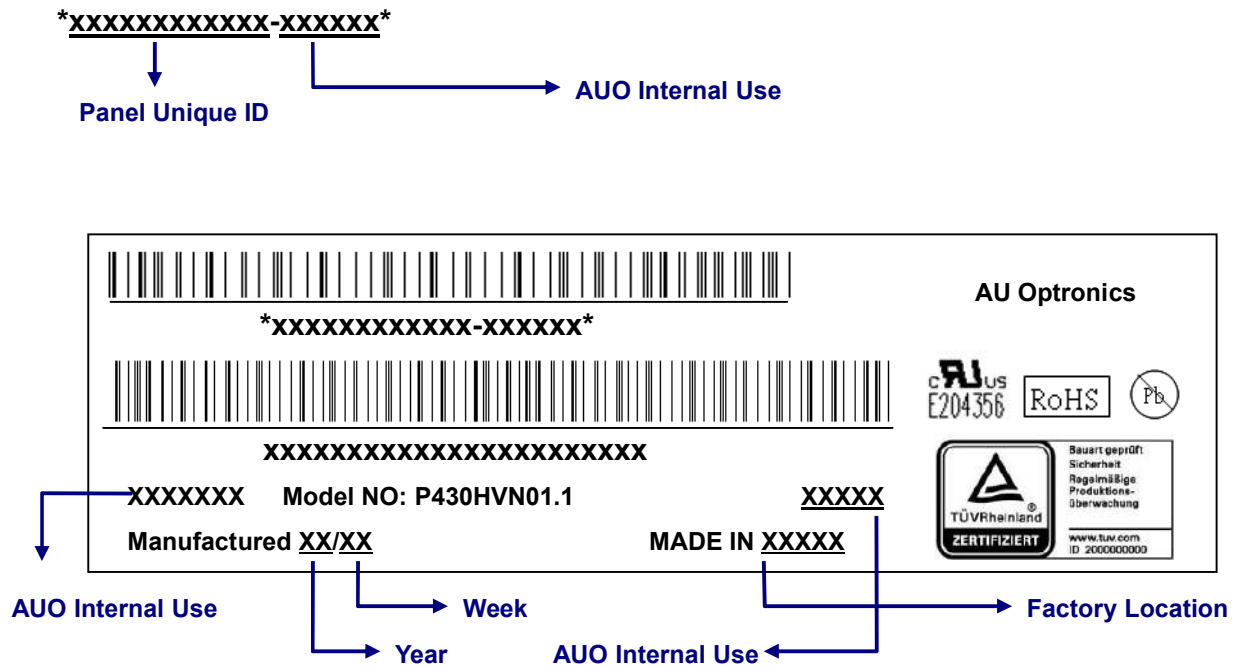 *xxxxxxxxxxxx-xxxxxx*
AUO Internal Use
Panel Unique ID
AU Optronics
*xxxxxxxxxxxx-xxxxxx*
c RU us
E204356
RoHS
Pb
xxxxxxxxxxxxxxxxxxxxxxx
Bauart geprüft
Sicherheit
Regelmäßige
Produktions-
überwachung
www.tuv.com
ID 2000000000
TÜVRheinland®
ZERTIFIZIERT
XXXXXXX Model NO: P430HVN01.1 XXXXX
Manufactured XX/XX MADE IN XXXXX
AUO Internal Use
Week
Factory Location
Year
AUO Internal Use